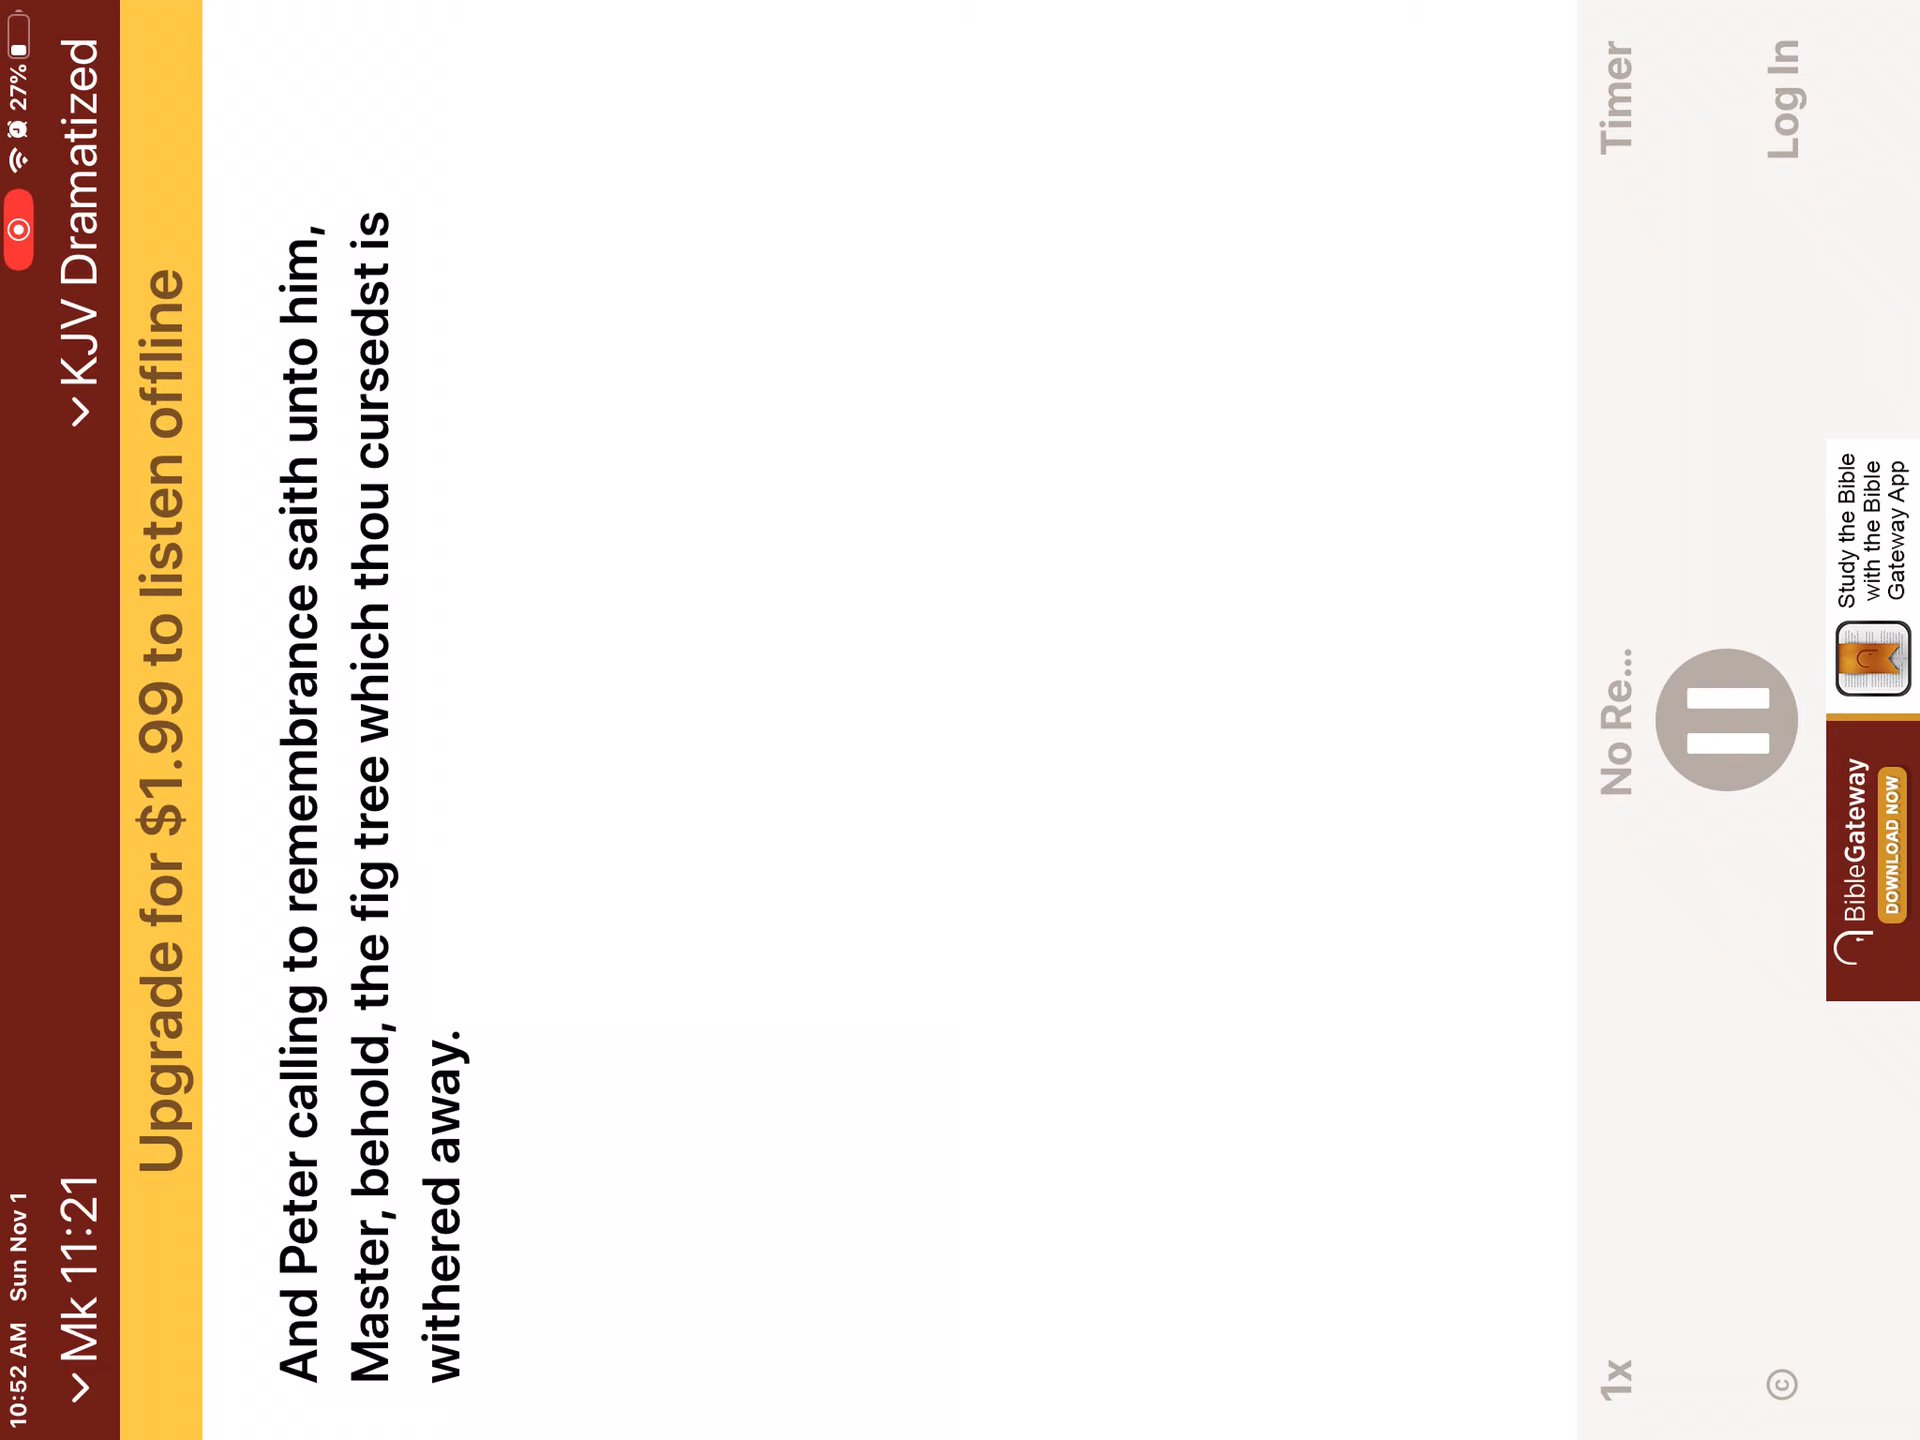 10:52 AM Sun Nov 1
27%
Mk 11:21
KJV Dramatized
Upgrade for $1.99 to listen offline
And Peter calling to remembrance saith unto him,
Master, behold, the fig tree which thou cursedst is
withered away.
1x
No Re...
Timer
©
Log In
BibleGateway
DOWNLOAD NOW
Study the Bible
with the Bible
Gateway App